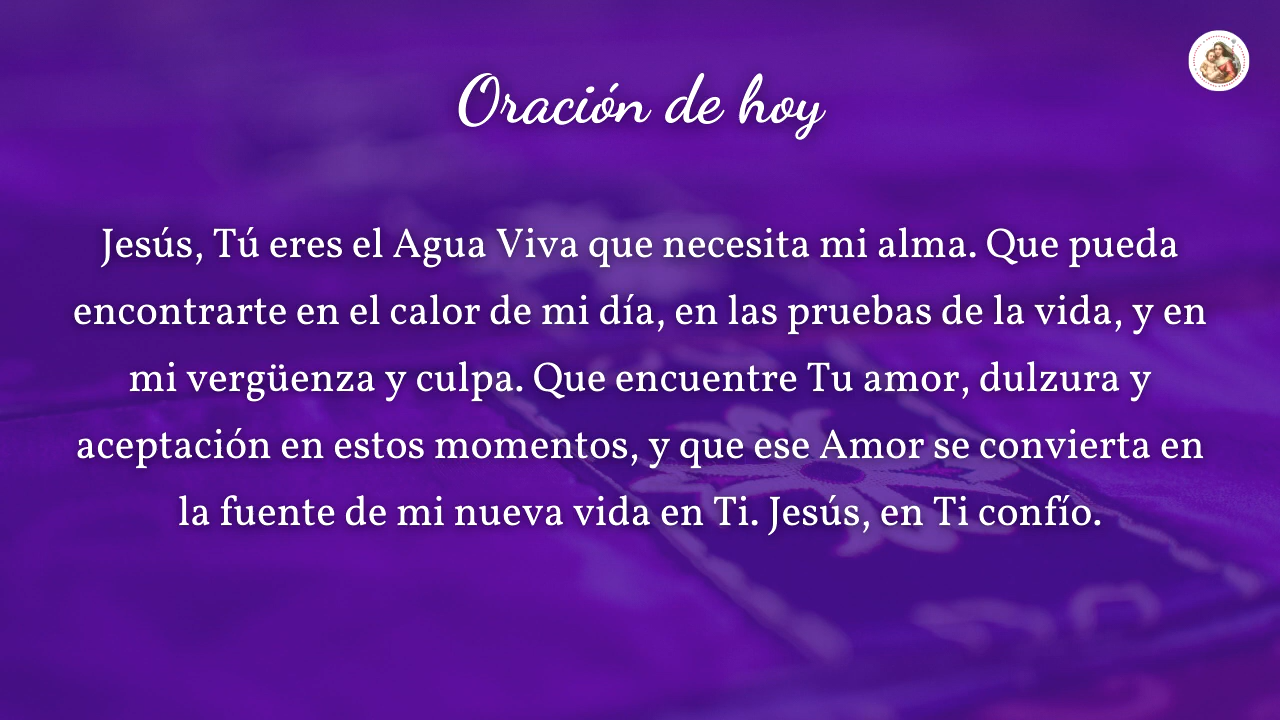 Oración de hoy
Jesús, Tú eres el Agua Viva que necesita mi alma. Que pueda
encontrarte en el calor de mi día, en las pruebas de la vida, y en
mi vergüenza y culpa. Que encuentre Tu amor, dulzura y
aceptación en estos momentos, y que ese Amor se convierta en
la fuente de mi nueva vida en Ti. Jesús, en Ti confío.